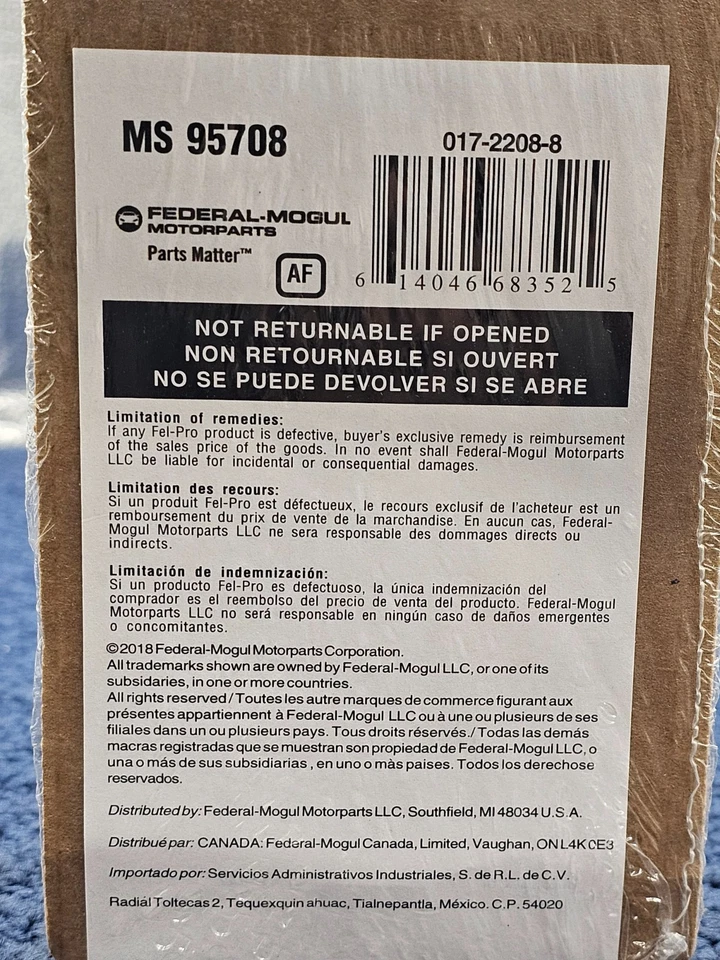 MS 95708
017-2208-8
FEDERAL-MOGUL
MOTORPARTS
Parts Matter™
AF
6 14046 68352 5
NOT RETURNABLE IF OPENED
NON RETOURNABLE SI OUVERT
NO SE PUEDE DEVOLVER SI SE ABRE
Limitation of remedies:
If any Fel-Pro product is defective, buyer's exclusive remedy is reimbursement
of the sales price of the goods. In no event shall Federal-Mogul Motorparts
LLC be liable for incidental or consequential damages.
Limitation des recours:
Si un produit Fel-Pro est défectueux, le recours exclusif de l'acheteur est un
remboursement du prix de vente de la marchandise. En aucun cas, Federal-
Mogul Motorparts LLC ne sera responsable des dommages directs ou
indirects.
Limitación de indemnización:
Si un producto Fel-Pro es defectuoso, la única indemnización del
comprador es el reembolso del precio de venta del producto. Federal-Mogul
Motorparts LLC no será responsable en ningún caso de daños emergentes
o concomitantes.
©2018 Federal-Mogul Motorparts Corporation.
All trademarks shown are owned by Federal-Mogul LLC, or one of its
subsidiaries, in one or more countries.
All rights reserved / Toutes les autre marques de commerce figurant aux
présentes appartiennent à Federal-Mogul LLC ou à une ou plusieurs de ses
filiales dans un ou plusieurs pays. Tous droits réservés./ Todas las demás
macras registradas que se muestran son propiedad de Federal-Mogul LLC, o
una o más de sus subsidiarias , en uno o màs paises. Todos los derechose
reservados.
Distributed by: Federal-Mogul Motorparts LLC, Southfield, MI 48034 U.S.A.
Distribué par: CANADA: Federal-Mogul Canada, Limited, Vaughan, ON L4K 0E3
Importado por: Servicios Administrativos Industriales, S. de R.L. de C.V.
Radial Toltecas 2, Tequexquin ahuac, Tlalnepantla, México. C.P. 54020